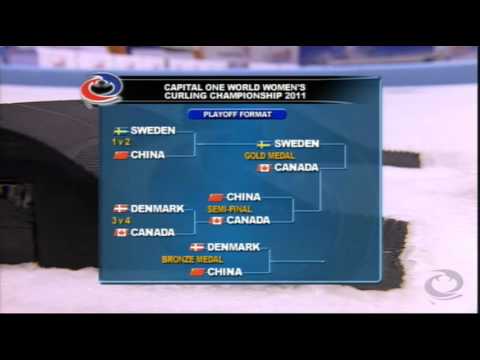 CAPITAL ONE WORLD WOMEN'S
CURLING CHAMPIONSHIP 2011
PLAYOFF FORMAT
SWEDEN
1 v 2
CHINA
SWEDEN
GOLD MEDAL
CANADA
CHINA
SEMI-FINAL
CANADA
DENMARK
3 v 4
CANADA
DENMARK
BRONZE MEDAL
CHINA